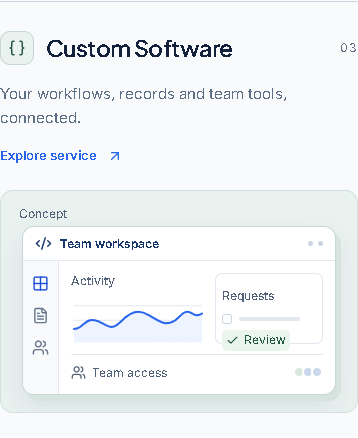 { } Custom Software 03
Your workflows, records and team tools,
connected.
Explore service ↗
Concept
</> Team workspace
Activity
Requests
✓ Review
Team access